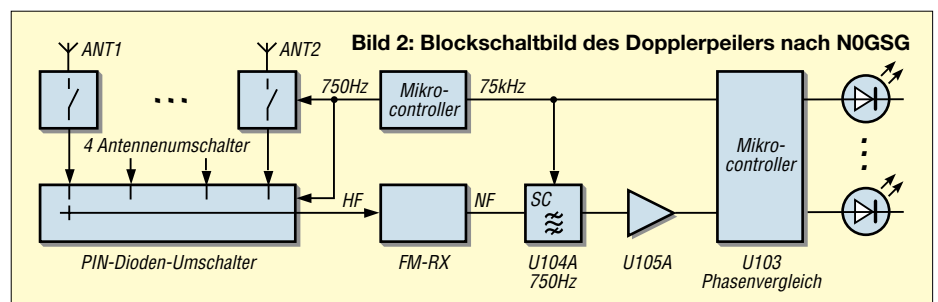 Bild 2: Blockschaltbild des Dopplerpeilers nach N0GSG
ANT1
ANT2
750Hz
Mikro-
controller
75kHz
...
4 Antennenumschalter
HF
PIN-Dioden-Umschalter
FM-RX
NF
SC
U104A
750Hz
U105A
Mikro-
controller
U103
Phasenvergleich